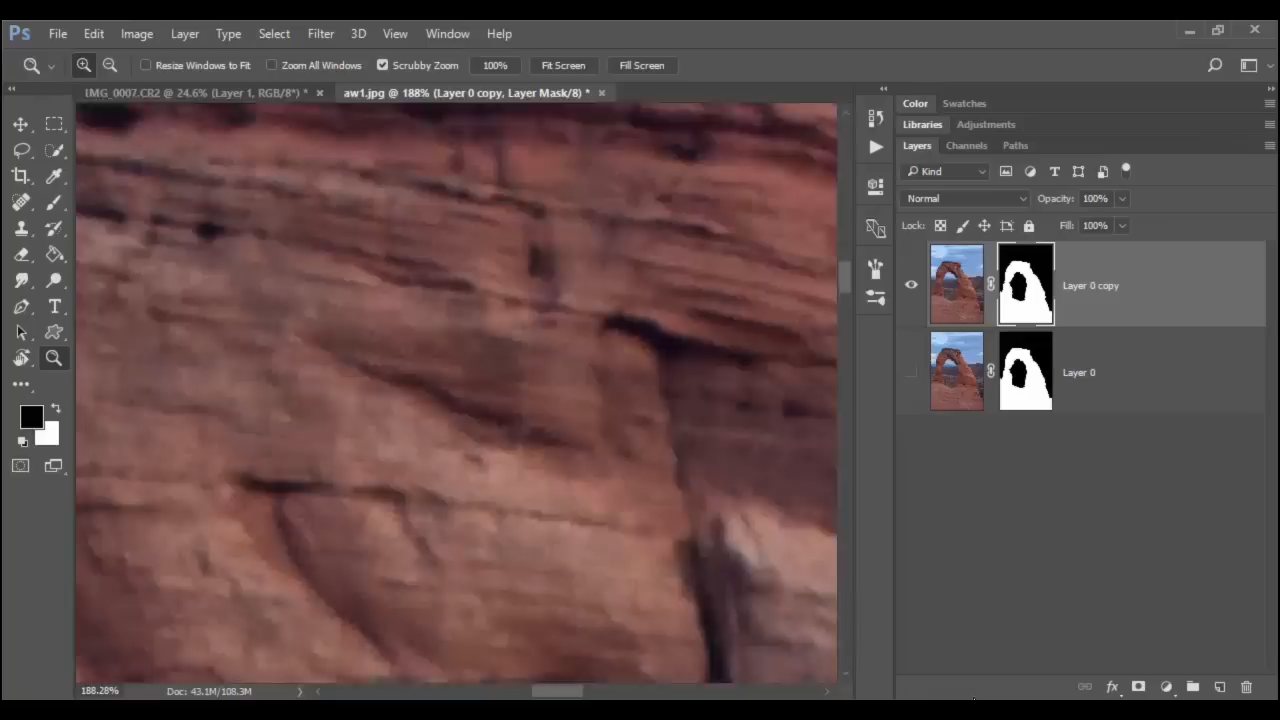 Ps File Edit Image Layer Type Select Filter 3D View Window Help
Resize Windows to Fit Zoom All Windows Scrubby Zoom 100% Fit Screen Fill Screen
IMG_0007.CR2 @ 24.6% (Layer 1, RGB/8*) * × aw1.jpg @ 188% (Layer 0 copy, Layer Mask/8) * ×
Color Swatches
Libraries Adjustments
Layers Channels Paths
Kind
Normal Opacity: 100%
Lock: Fill: 100%
Layer 0 copy
Layer 0
188.28% Doc: 43.1M/108.3M